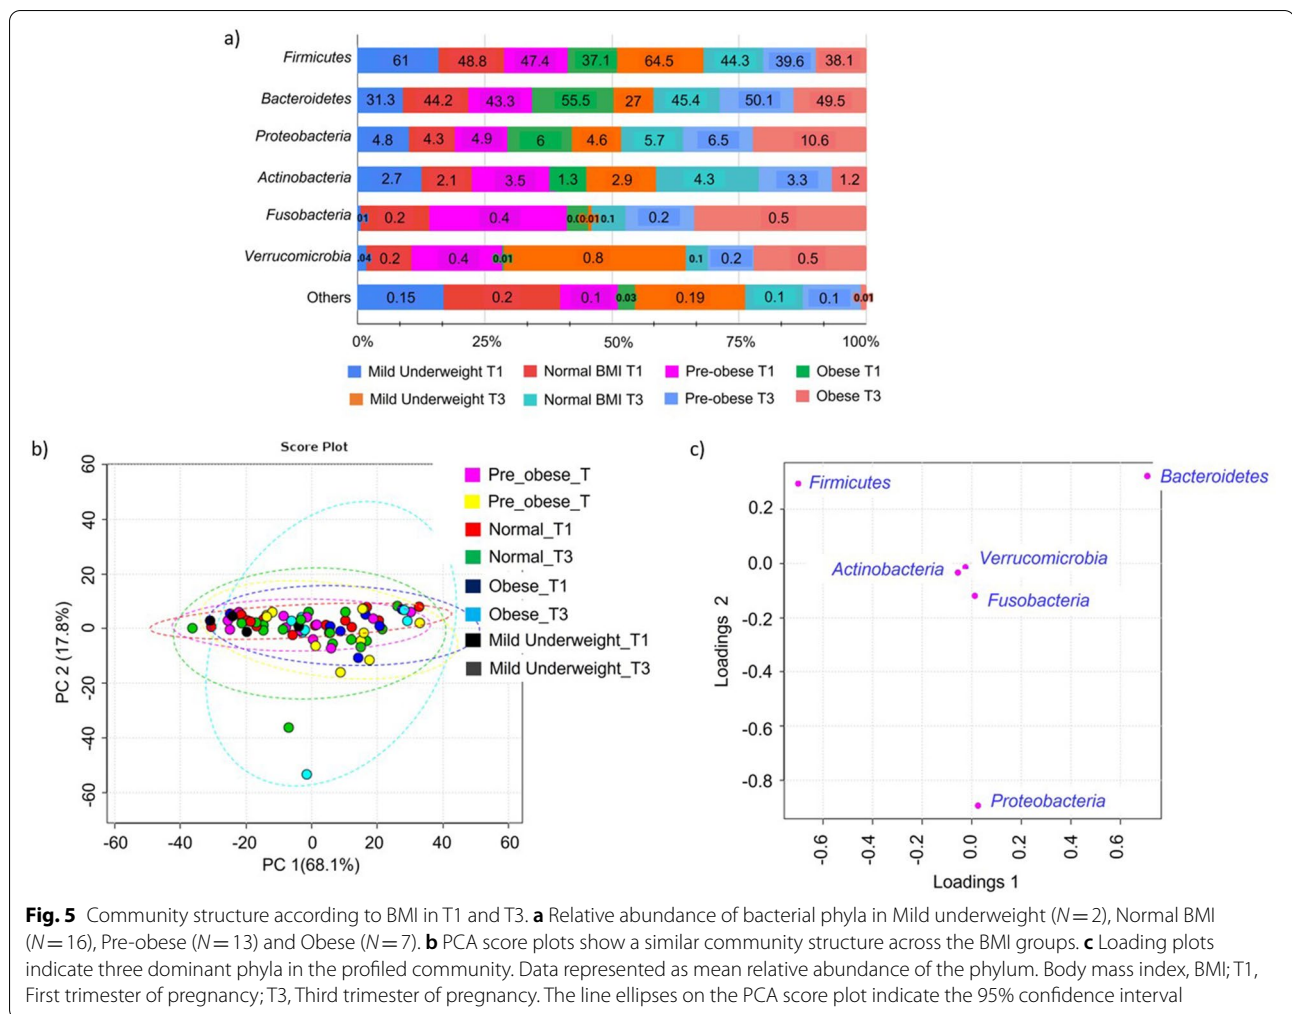 a)
Firmicutes 61 48.8 47.4 37.1 64.5 44.3 39.6 38.1
Bacteroidetes 31.3 44.2 43.3 55.5 27 45.4 50.1 49.5
Proteobacteria 4.8 4.3 4.9 6 4.6 5.7 6.5 10.6
Actinobacteria 2.7 2.1 3.5 1.3 2.9 4.3 3.3 1.2
Fusobacteria 0.2 0.4 0.01 0.1 0.2 0.5
Verrucomicrobia .04 0.2 0.4 0.01 0.8 0.1 0.2 0.5
Others 0.15 0.2 0.1 0.03 0.19 0.1 0.1 0.01
0% 25% 50% 75% 100%
Mild Underweight T1 Normal BMI T1 Pre-obese T1 Obese T1
Mild Underweight T3 Normal BMI T3 Pre-obese T3 Obese T3
b)
Score Plot
PC 2 (17.8%)
60
40
20
0
-20
-40
-60
-60 -40 -20 0 20 40 60
PC 1(68.1%)
Pre_obese_T
Pre_obese_T
Normal_T1
Normal_T3
Obese_T1
Obese_T3
Mild Underweight_T1
Mild Underweight_T3
c)
Loadings 2
0.2
0.0
-0.2
-0.4
-0.6
-0.8
Firmicutes
Bacteroidetes
Verrucomicrobia
Actinobacteria
Fusobacteria
Proteobacteria
-0.6 -0.4 -0.2 0.0 0.2 0.4 0.6
Loadings 1
Fig. 5 Community structure according to BMI in T1 and T3. a Relative abundance of bacterial phyla in Mild underweight (N = 2), Normal BMI
(N = 16), Pre-obese (N = 13) and Obese (N = 7). b PCA score plots show a similar community structure across the BMI groups. c Loading plots
indicate three dominant phyla in the profiled community. Data represented as mean relative abundance of the phylum. Body mass index, BMI; T1,
First trimester of pregnancy; T3, Third trimester of pregnancy. The line ellipses on the PCA score plot indicate the 95% confidence interval